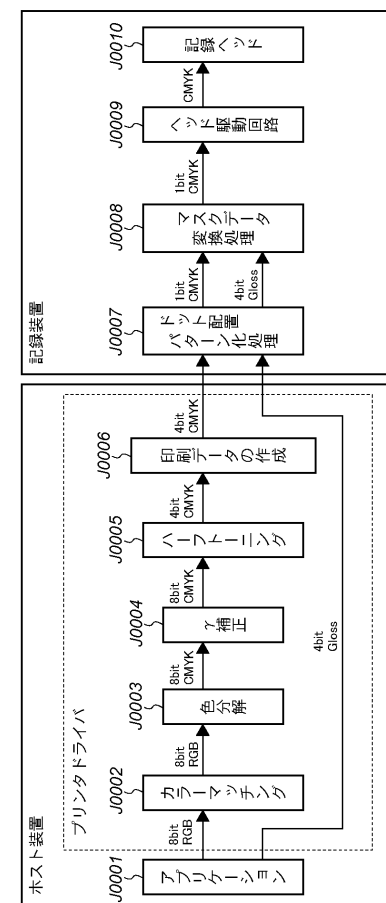 ホスト装置
プリンタドライバ
J0001
アプリケーション
8bit
RGB
J0002
カラーマッチング
8bit
RGB
J0003
色分解
8bit
CMYK
J0004
γ補正
8bit
CMYK
J0005
ハーフトーニング
4bit
CMYK
J0006
印刷データの作成
4bit
CMYK
4bit
Gloss
記録装置
J0007
ドット配置
パターン化処理
1bit
CMYK
4bit
Gloss
J0008
マスクデータ
変換処理
1bit
CMYK
J0009
ヘッド駆動回路
CMYK
J0010
記録ヘッド